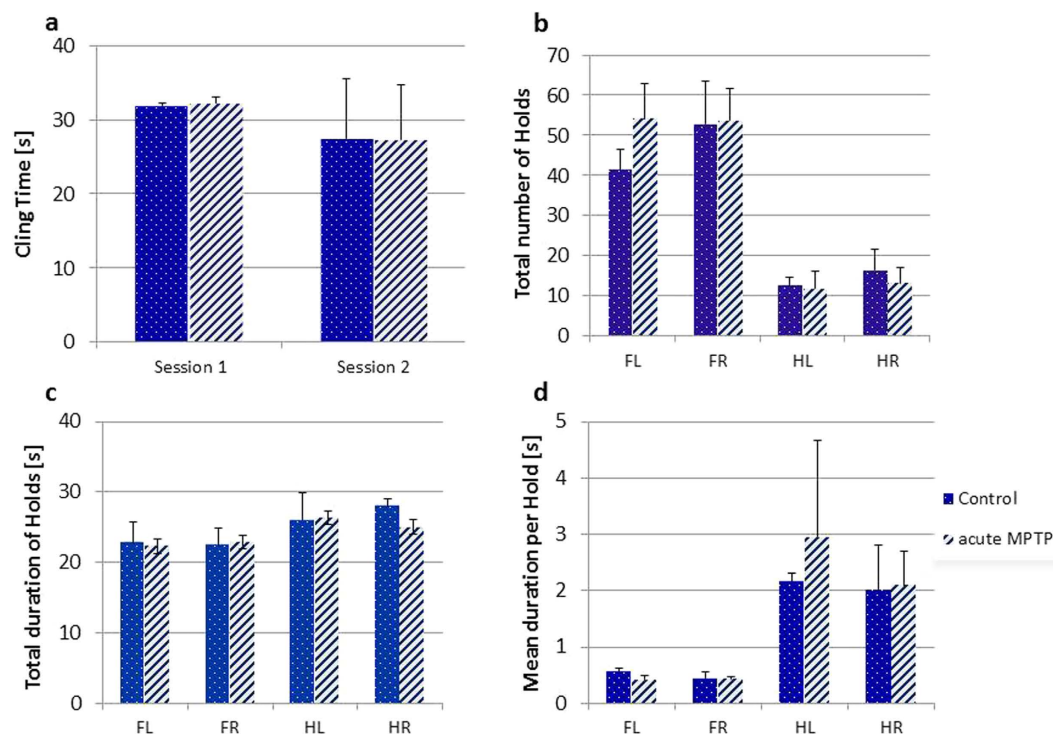 a
Cling Time [s]
40
30
20
10
0
Session 1 Session 2
b
Total number of Holds
70
60
50
40
30
20
10
0
FL FR HL HR
c
Total duration of Holds [s]
40
30
20
10
0
FL FR HL HR
d
Mean duration per Hold [s]
5
4
3
2
1
0
FL FR HL HR
Control
acute MPTP